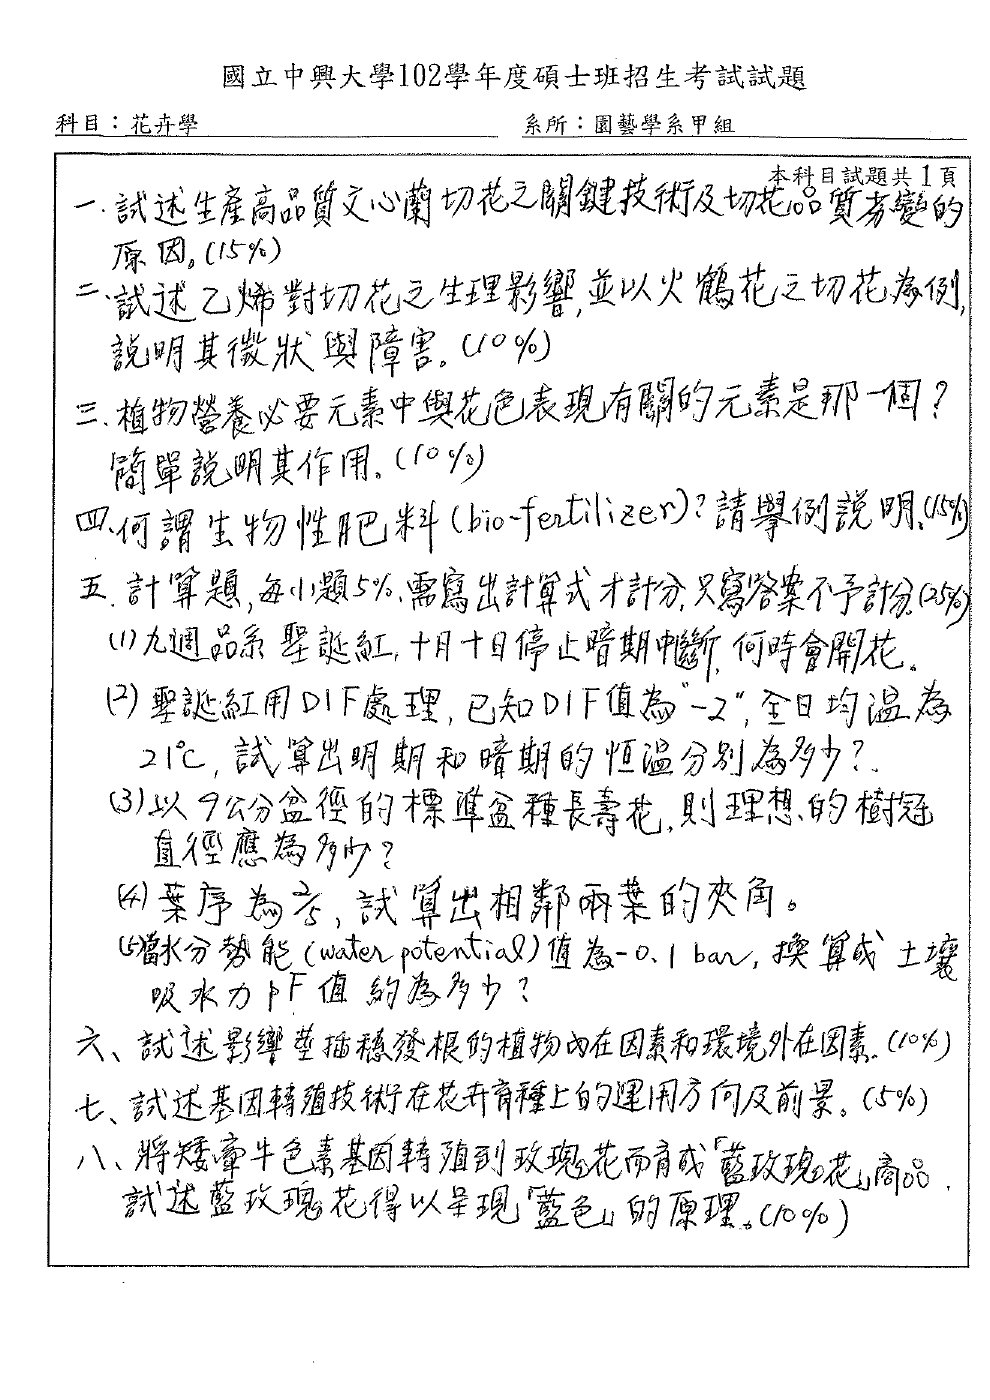 國立中興大學102學年度碩士班招生考試試題
科目：花卉學 系所：園藝學系甲組
本科目試題共1頁
一.試述生產高品質文心蘭切花之關鍵技術及切花品質劣變的
原因。(15%)
二.試述乙烯對切花之生理影響,並以火鶴花之切花為例,
說明其徵狀與障害。(10%)
三.植物營養必要元素中與花色表現有關的元素是那一個?
簡單說明其作用。(10%)
四.何謂生物性肥料(bio-fertilizer)?請舉例說明。(15%)
五.計算題,每小題5%.需寫出計算式才計分,只寫答案不予計分。(25%)
(1)九週品系聖誕紅,十月十日停止暗期中斷,何時會開花。
(2)聖誕紅用DIF處理,已知DIF值為"-2",全日均溫為
21℃,試算出明期和暗期的恒溫分別為多少?
(3)以9公分盆徑的標準盆種長壽花,則理想的樹冠
直徑應為多少?
(4)葉序為2/5,試算出相鄰兩葉的夾角。
(5)當水分勢能(water potential)值為-0.1 bar,換算成土壤
吸水力pF值約為多少?
六、試述影響莖插穗發根的植物內在因素和環境外在因素.(10%)
七、試述基因轉殖技術在花卉育種上的運用方向及前景。(5%)
八、將矮牽牛色素基因轉殖到玫瑰花而育成「藍玫瑰花」商品.
試述藍玫瑰花得以呈現「藍色」的原理。(10%)